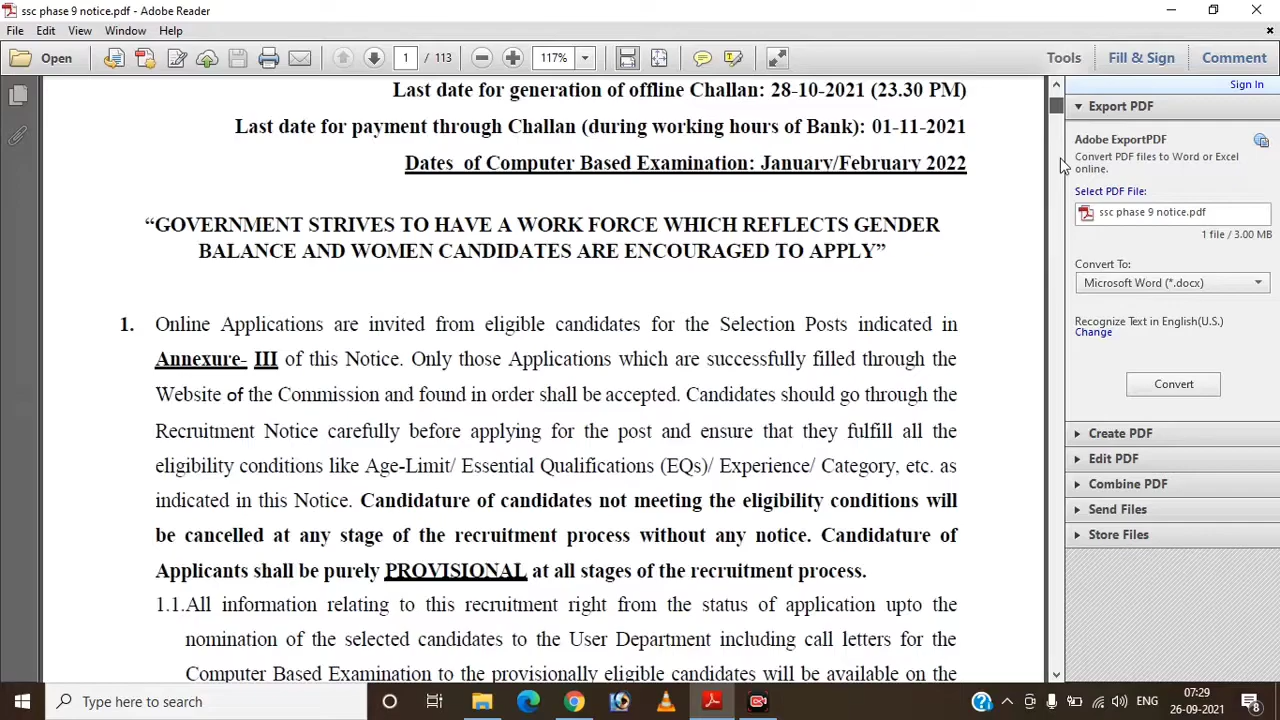 ssc phase 9 notice.pdf - Adobe Reader
File Edit View Window Help
Open 1 / 113 117% Tools Fill & Sign Comment
Last date for generation of offline Challan: 28-10-2021 (23.30 PM)
Last date for payment through Challan (during working hours of Bank): 01-11-2021
Dates of Computer Based Examination: January/February 2022
“GOVERNMENT STRIVES TO HAVE A WORK FORCE WHICH REFLECTS GENDER
BALANCE AND WOMEN CANDIDATES ARE ENCOURAGED TO APPLY”
1. Online Applications are invited from eligible candidates for the Selection Posts indicated in
Annexure- III of this Notice. Only those Applications which are successfully filled through the
Website of the Commission and found in order shall be accepted. Candidates should go through the
Recruitment Notice carefully before applying for the post and ensure that they fulfill all the
eligibility conditions like Age-Limit/ Essential Qualifications (EQs)/ Experience/ Category, etc. as
indicated in this Notice. Candidature of candidates not meeting the eligibility conditions will
be cancelled at any stage of the recruitment process without any notice. Candidature of
Applicants shall be purely PROVISIONAL at all stages of the recruitment process.
1.1.All information relating to this recruitment right from the status of application upto the
nomination of the selected candidates to the User Department including call letters for the
Computer Based Examination to the provisionally eligible candidates will be available on the
Sign In
Export PDF
Adobe ExportPDF
Convert PDF files to Word or Excel
online.
Select PDF File:
ssc phase 9 notice.pdf
1 file / 3.00 MB
Convert To:
Microsoft Word (*.docx)
Recognize Text in English(U.S.)
Change
Convert
Create PDF
Edit PDF
Combine PDF
Send Files
Store Files
Type here to search
ENG
07:29
26-09-2021
8